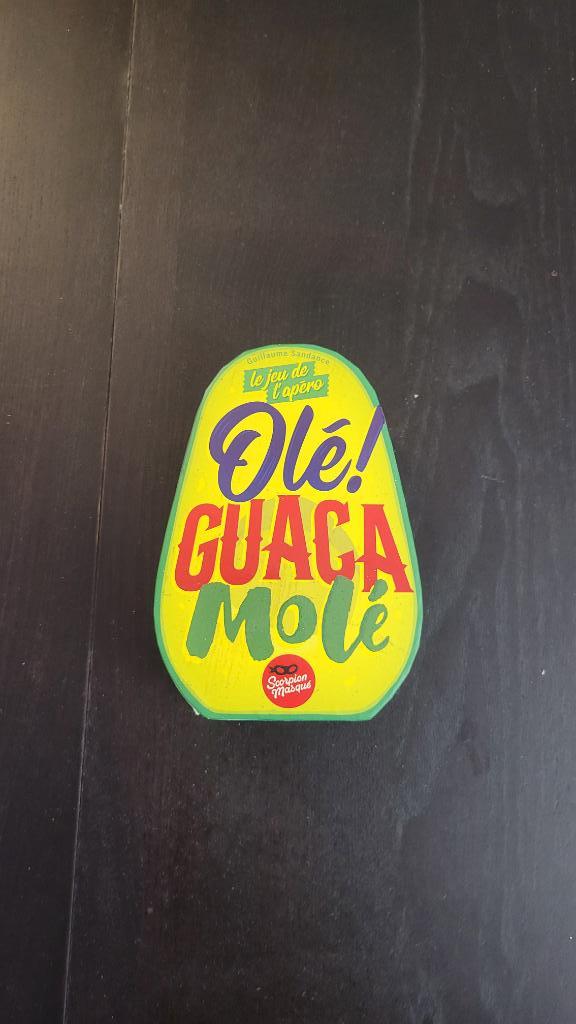 Guillaume Sandance
le jeu de
l'apéro
Olé!
GUACA
Molé
Scorpion
Masqué